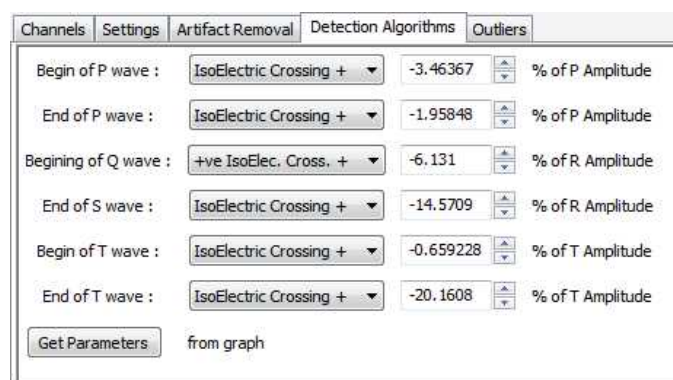 Channels Settings Artifact Removal Detection Algorithms Outliers
Begin of P wave : IsoElectric Crossing + -3.46367 % of P Amplitude
End of P wave : IsoElectric Crossing + -1.95848 % of P Amplitude
Begining of Q wave : +ve IsoElec. Cross. + -6.131 % of R Amplitude
End of S wave : IsoElectric Crossing + -14.5709 % of R Amplitude
Begin of T wave : IsoElectric Crossing + -0.659228 % of T Amplitude
End of T wave : IsoElectric Crossing + -20.1608 % of T Amplitude
Get Parameters from graph